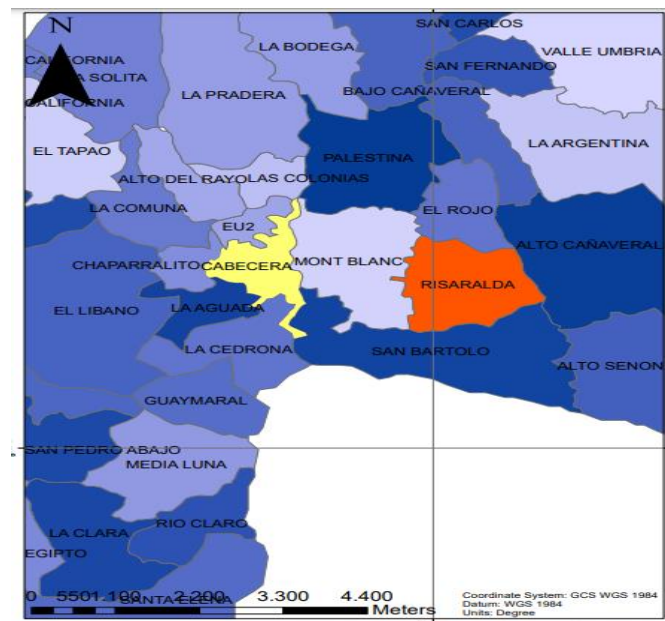 N
SAN CARLOS
LA BODEGA
VALLE UMBRIA
CALIFORNIA
SAN FERNANDO
A SOLITA
BAJO CAÑAVERAL
LA PRADERA
CALIFORNIA
LA ARGENTINA
EL TAPAO
PALESTINA
ALTO DEL RAYO
LAS COLONIAS
LA COMUNA
EL ROJO
EU2
ALTO CAÑAVERAL
MONT BLANC
CHAPARRALITO
CABECERA
RISARALDA
EL LIBANO
LA AGUADA
LA CEDRONA
SAN BARTOLO
ALTO SENON
GUAYMARAL
SAN PEDRO ABAJO
MEDIA LUNA
RIO CLARO
LA CLARA
EGIPTO
SANTA ELENA
0 550 1.100 2.200 3.300 4.400
Meters
Coordinate System: GCS WGS 1984
Datum: WGS 1984
Units: Degree